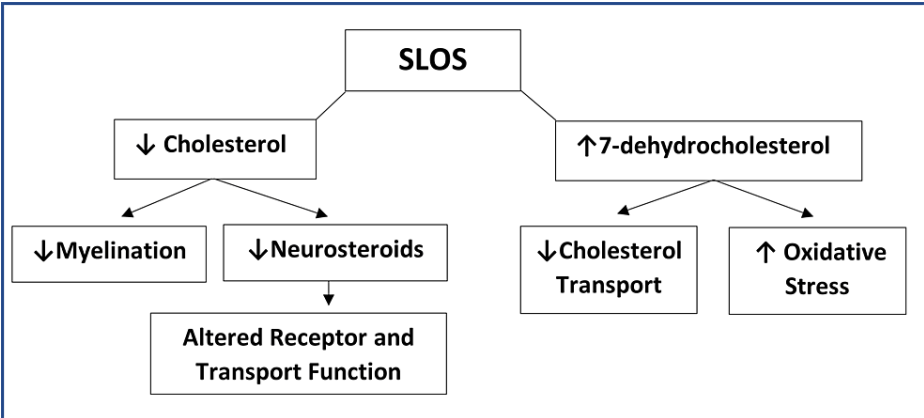 SLOS
↓ Cholesterol
↑7-dehydrocholesterol
↓Myelination
↓Neurosteroids
↓Cholesterol
Transport
↑ Oxidative
Stress
Altered Receptor and
Transport Function